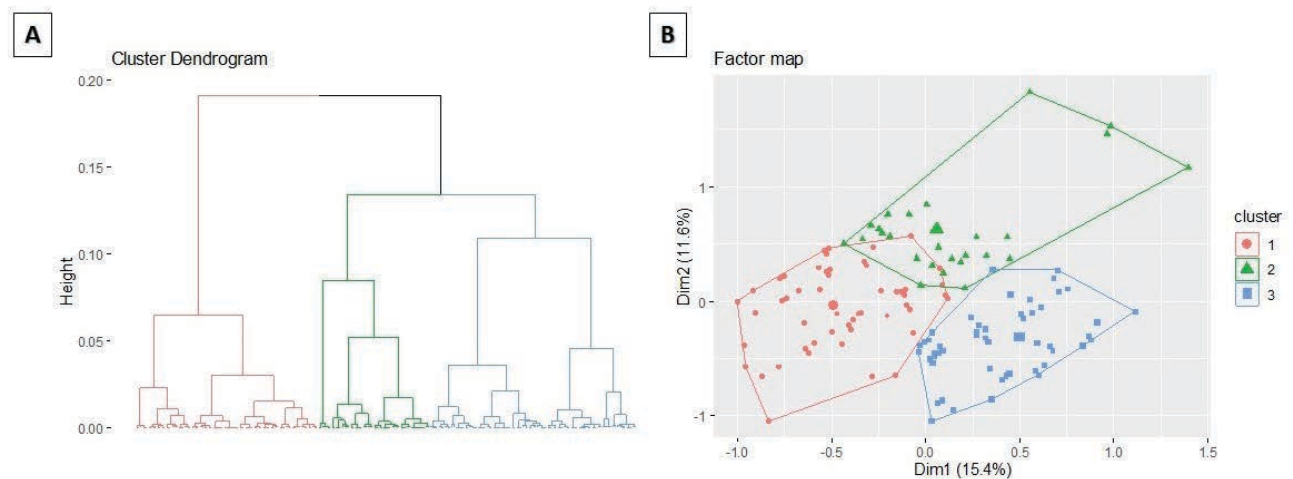 A
Cluster Dendrogram
0.20
0.15
0.10
0.05
0.00
Height
B
Factor map
1
0
-1
Dim2 (11.6%)
-1.0
-0.5
0.0
0.5
1.0
1.5
Dim1 (15.4%)
cluster
1
2
3